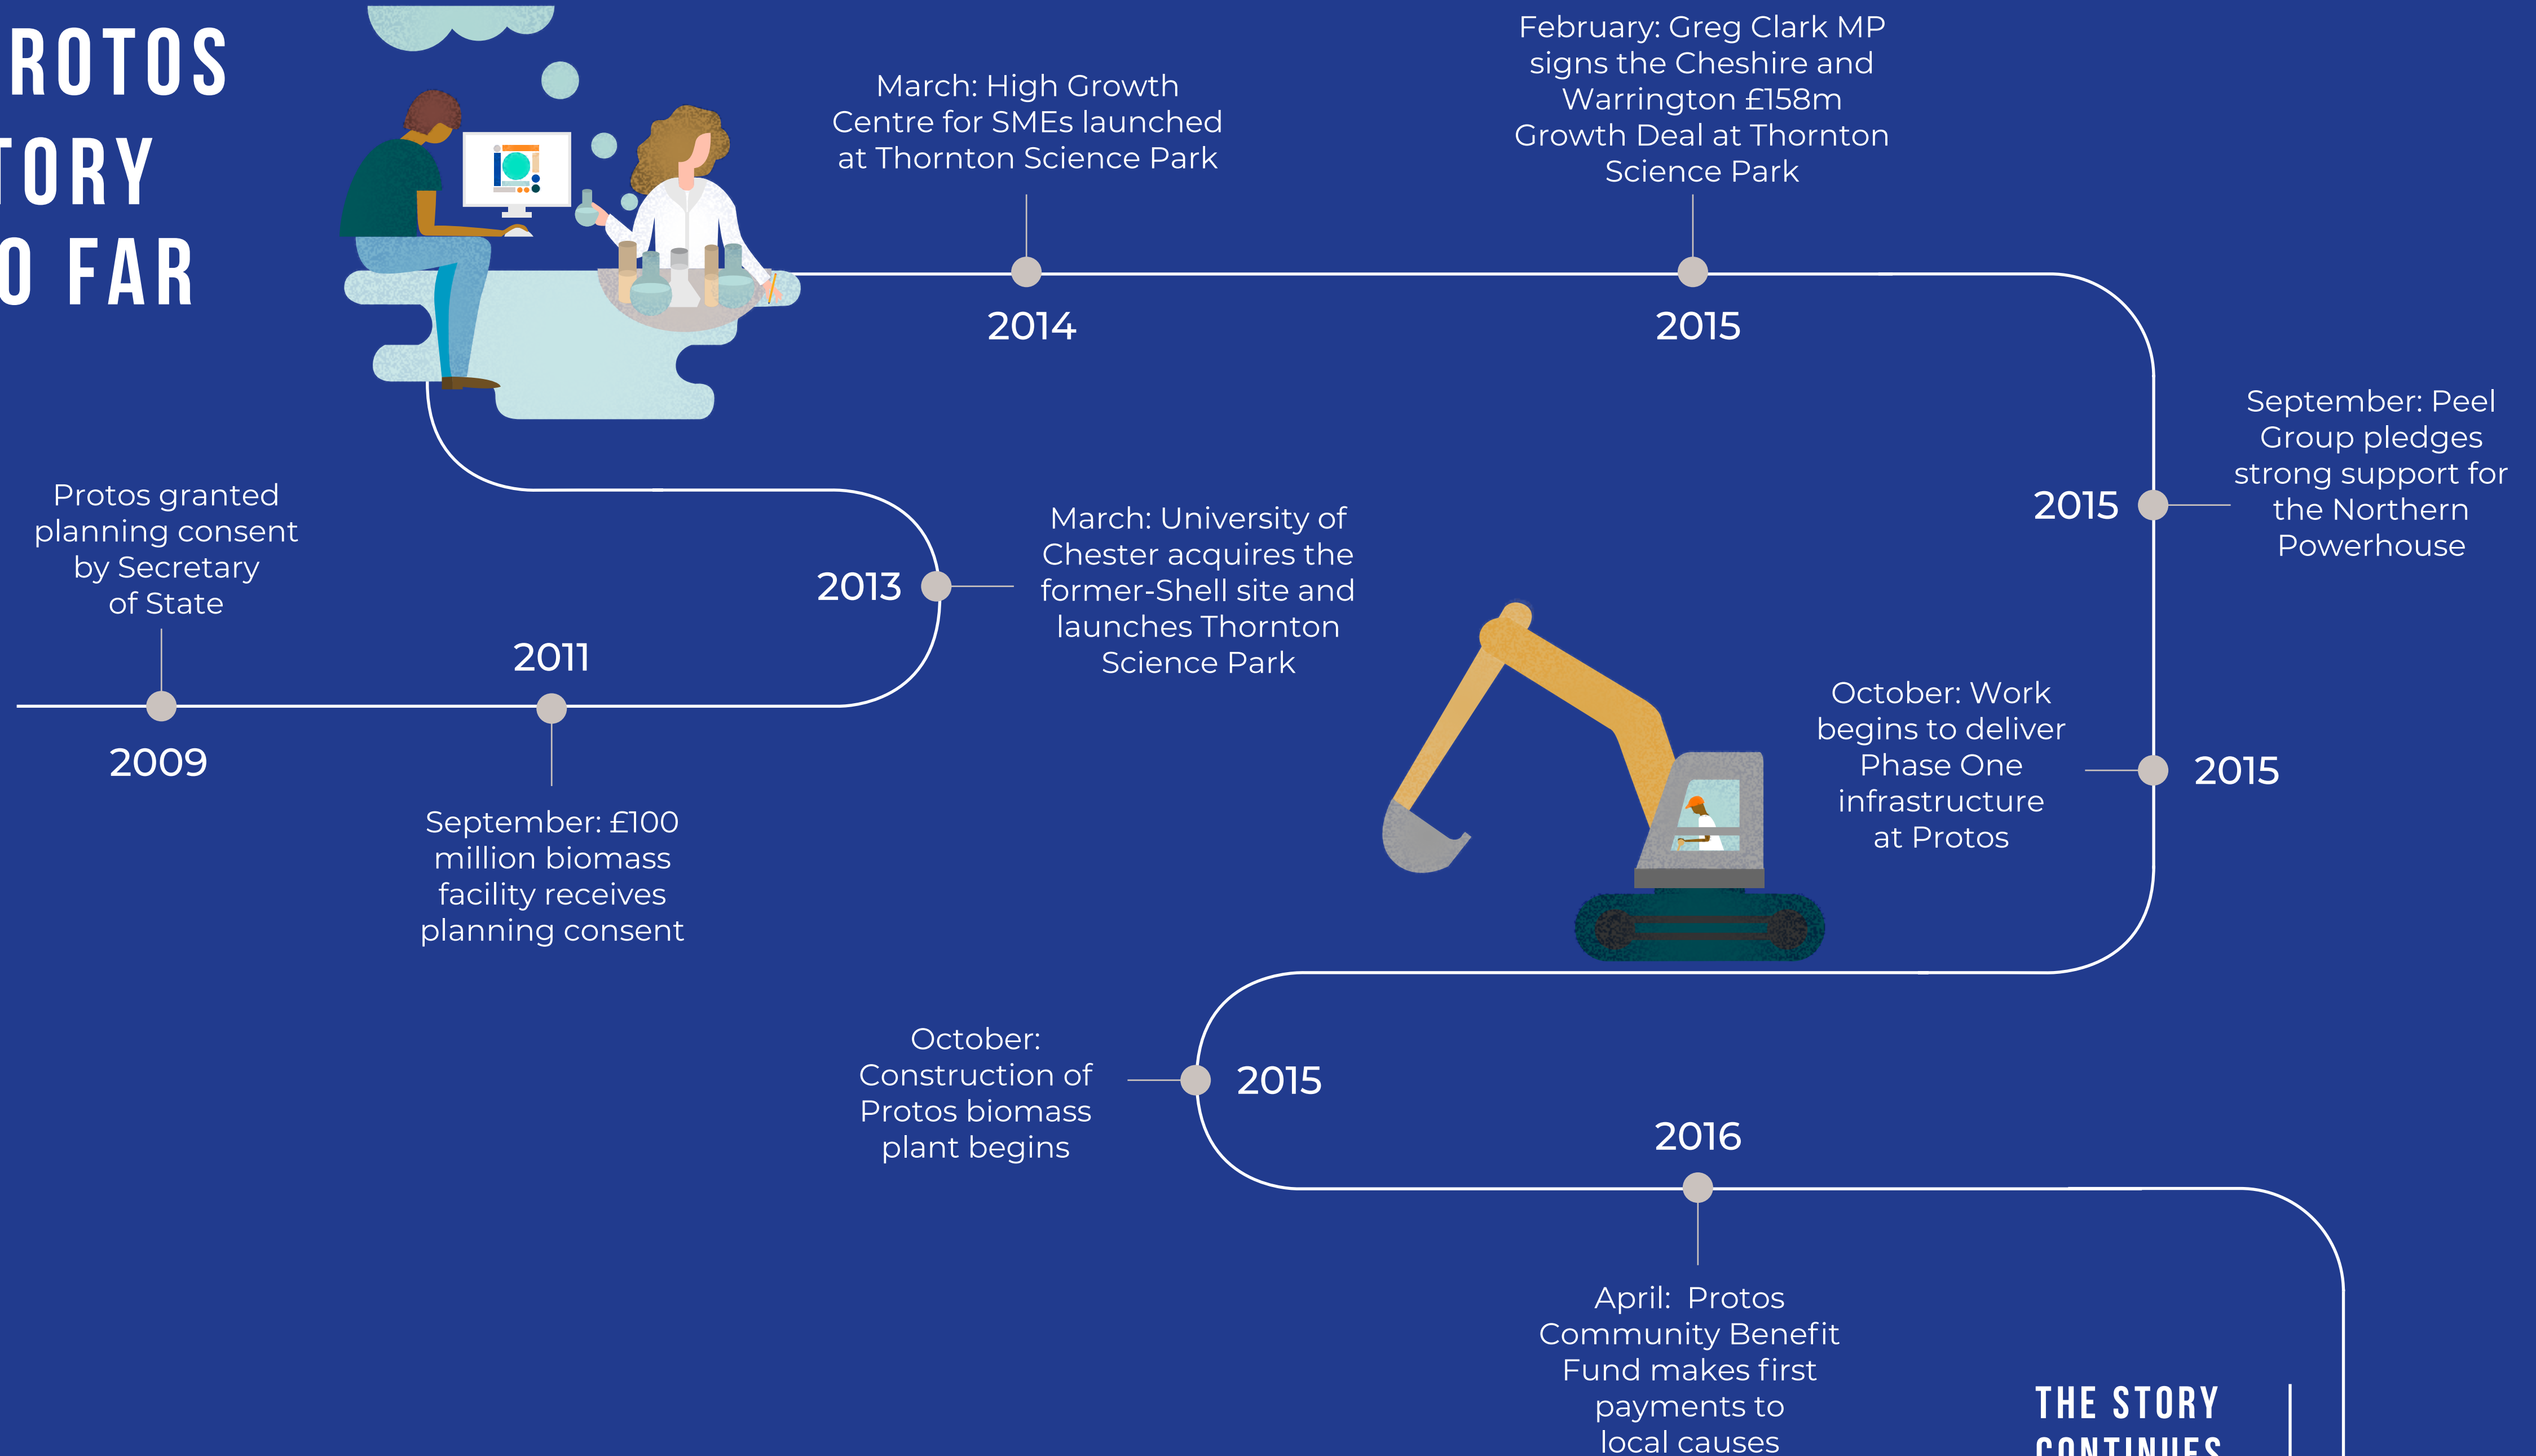 ROTOS
TORY
O FAR
Protos granted
planning consent
by Secretary
of State
2009
2011
September: £100
million biomass
facility receives
planning consent
2013
March: University of
Chester acquires the
former-Shell site and
launches Thornton
Science Park
March: High Growth
Centre for SMEs launched
at Thornton Science Park
2014
February: Greg Clark MP
signs the Cheshire and
Warrington £158m
Growth Deal at Thornton
Science Park
2015
September: Peel
Group pledges
strong support for
the Northern
Powerhouse
2015
October: Work
begins to deliver
Phase One
infrastructure
at Protos
2015
October:
Construction of
Protos biomass
plant begins
2015
2016
April: Protos
Community Benefit
Fund makes first
payments to
local causes
THE STORY
CONTINUES